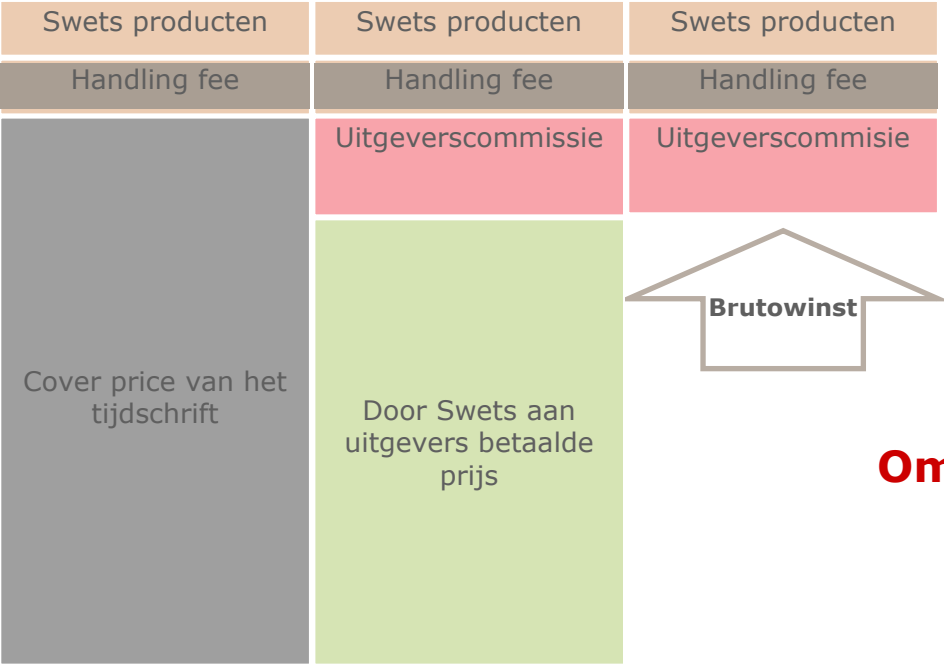 Swets producten
Swets producten
Swets producten
Handling fee
Handling fee
Handling fee
Uitgeverscommissie
Uitgeverscommisie
Brutowinst
Cover price van het
tijdschrift
Door Swets aan
uitgevers betaalde
prijs